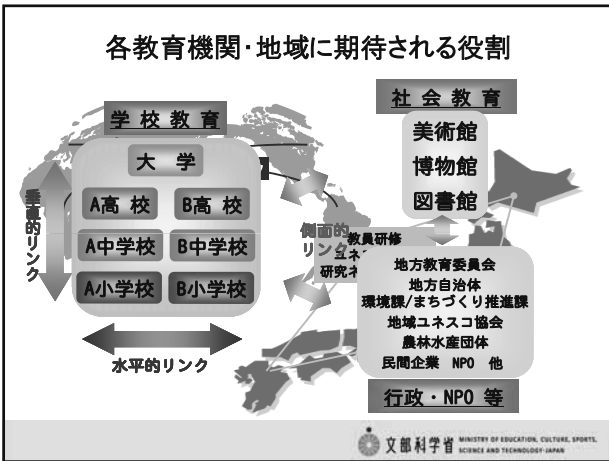 各教育機関・地域に期待される役割
学校教育
大学
A高校
B高校
A中学校
B中学校
A小学校
B小学校
垂直的リンク
水平的リンク
側面的
リンク
教員研修
ユネ
研究ネ
社会教育
美術館
博物館
図書館
地方教育委員会
地方自治体
環境課/まちづくり推進課
地域ユネスコ協会
農林水産団体
民間企業 NPO 他
行政・NPO 等
文部科学省
MINISTRY OF EDUCATION, CULTURE, SPORTS,
SCIENCE AND TECHNOLOGY-JAPAN